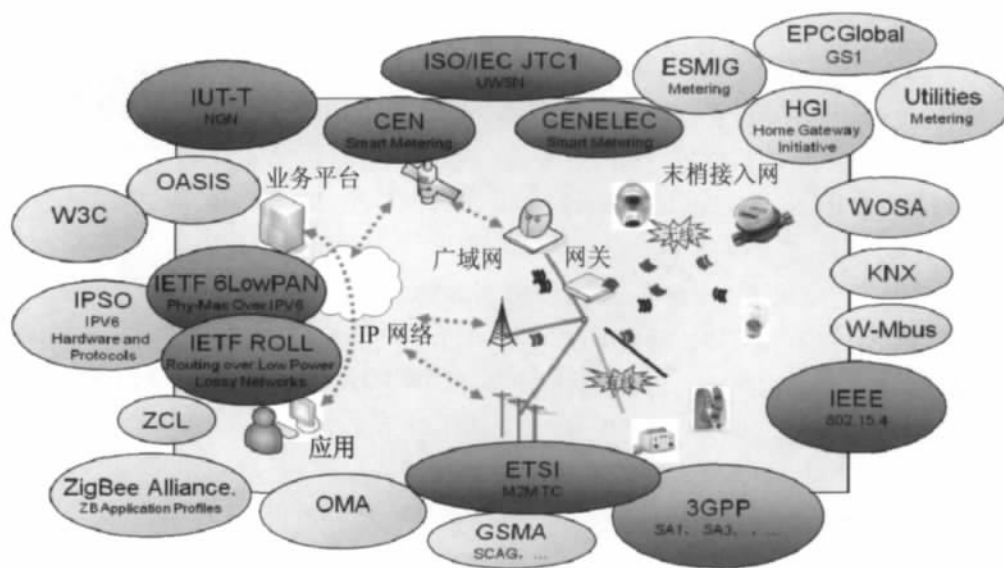 EPCGlobal
GS1
ISO/IEC JTC1
UWSN
ESMIG
Metering
IUT-T
NGN
CEN
Smart Metering
CENELEC
Smart Metering
HGI
Home Gateway
Initiative
Utilities
Metering
OASIS
业务平台
末梢接入网
W3C
WOSA
广域网
网关
IETF 6LowPAN
Phy-Mac Over IPV6
KNX
IPSO
IPV6
Hardware and
Protocols
IP 网络
W-Mbus
IETF ROLL
Routing over Low Power
Lossy Networks
IEEE
802.15.4
ZCL
应用
ETSI
M2M TC
ZigBee Alliance.
ZB Application Profiles
OMA
3GPP
SA1、SA3、, ...
GSMA
SCAG, ...